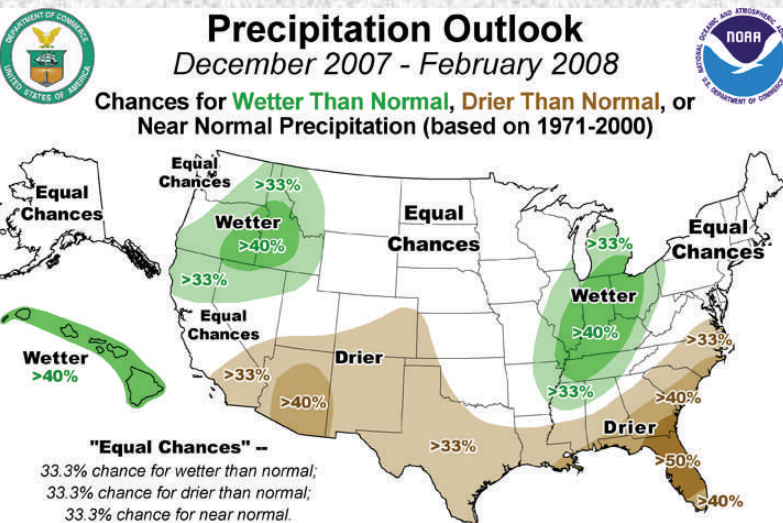 Precipitation Outlook
December 2007 - February 2008
Chances for Wetter Than Normal, Drier Than Normal, or
Near Normal Precipitation (based on 1971-2000)
DEPARTMENT OF COMMERCE
UNITED STATES OF AMERICA
NATIONAL OCEANIC AND ATMOSPHERIC
U.S. DEPARTMENT OF COMMERCE
NOAA
Equal
Chances
Equal
Chances
>33%
Wetter
>40%
>33%
Equal
Chances
Equal
Chances
>33%
Wetter
>40%
>33%
Equal
Chances
Wetter
>40%
Drier
>33%
>40%
>33%
>33%
>40%
Drier
>50%
>40%
"Equal Chances" --
33.3% chance for wetter than normal;
33.3% chance for drier than normal;
33.3% chance for near normal.